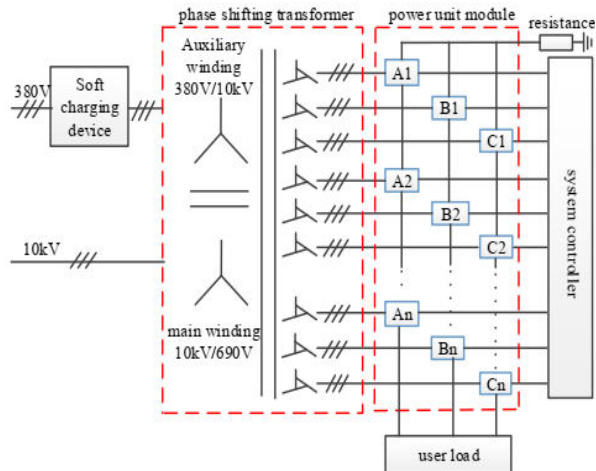 phase shifting transformer
power unit module
resistance
Auxiliary
winding
380V/10kV
380V
Soft
charging
device
A1
B1
C1
A2
B2
C2
system controller
10kV
main winding
10kV/690V
An
Bn
Cn
user load